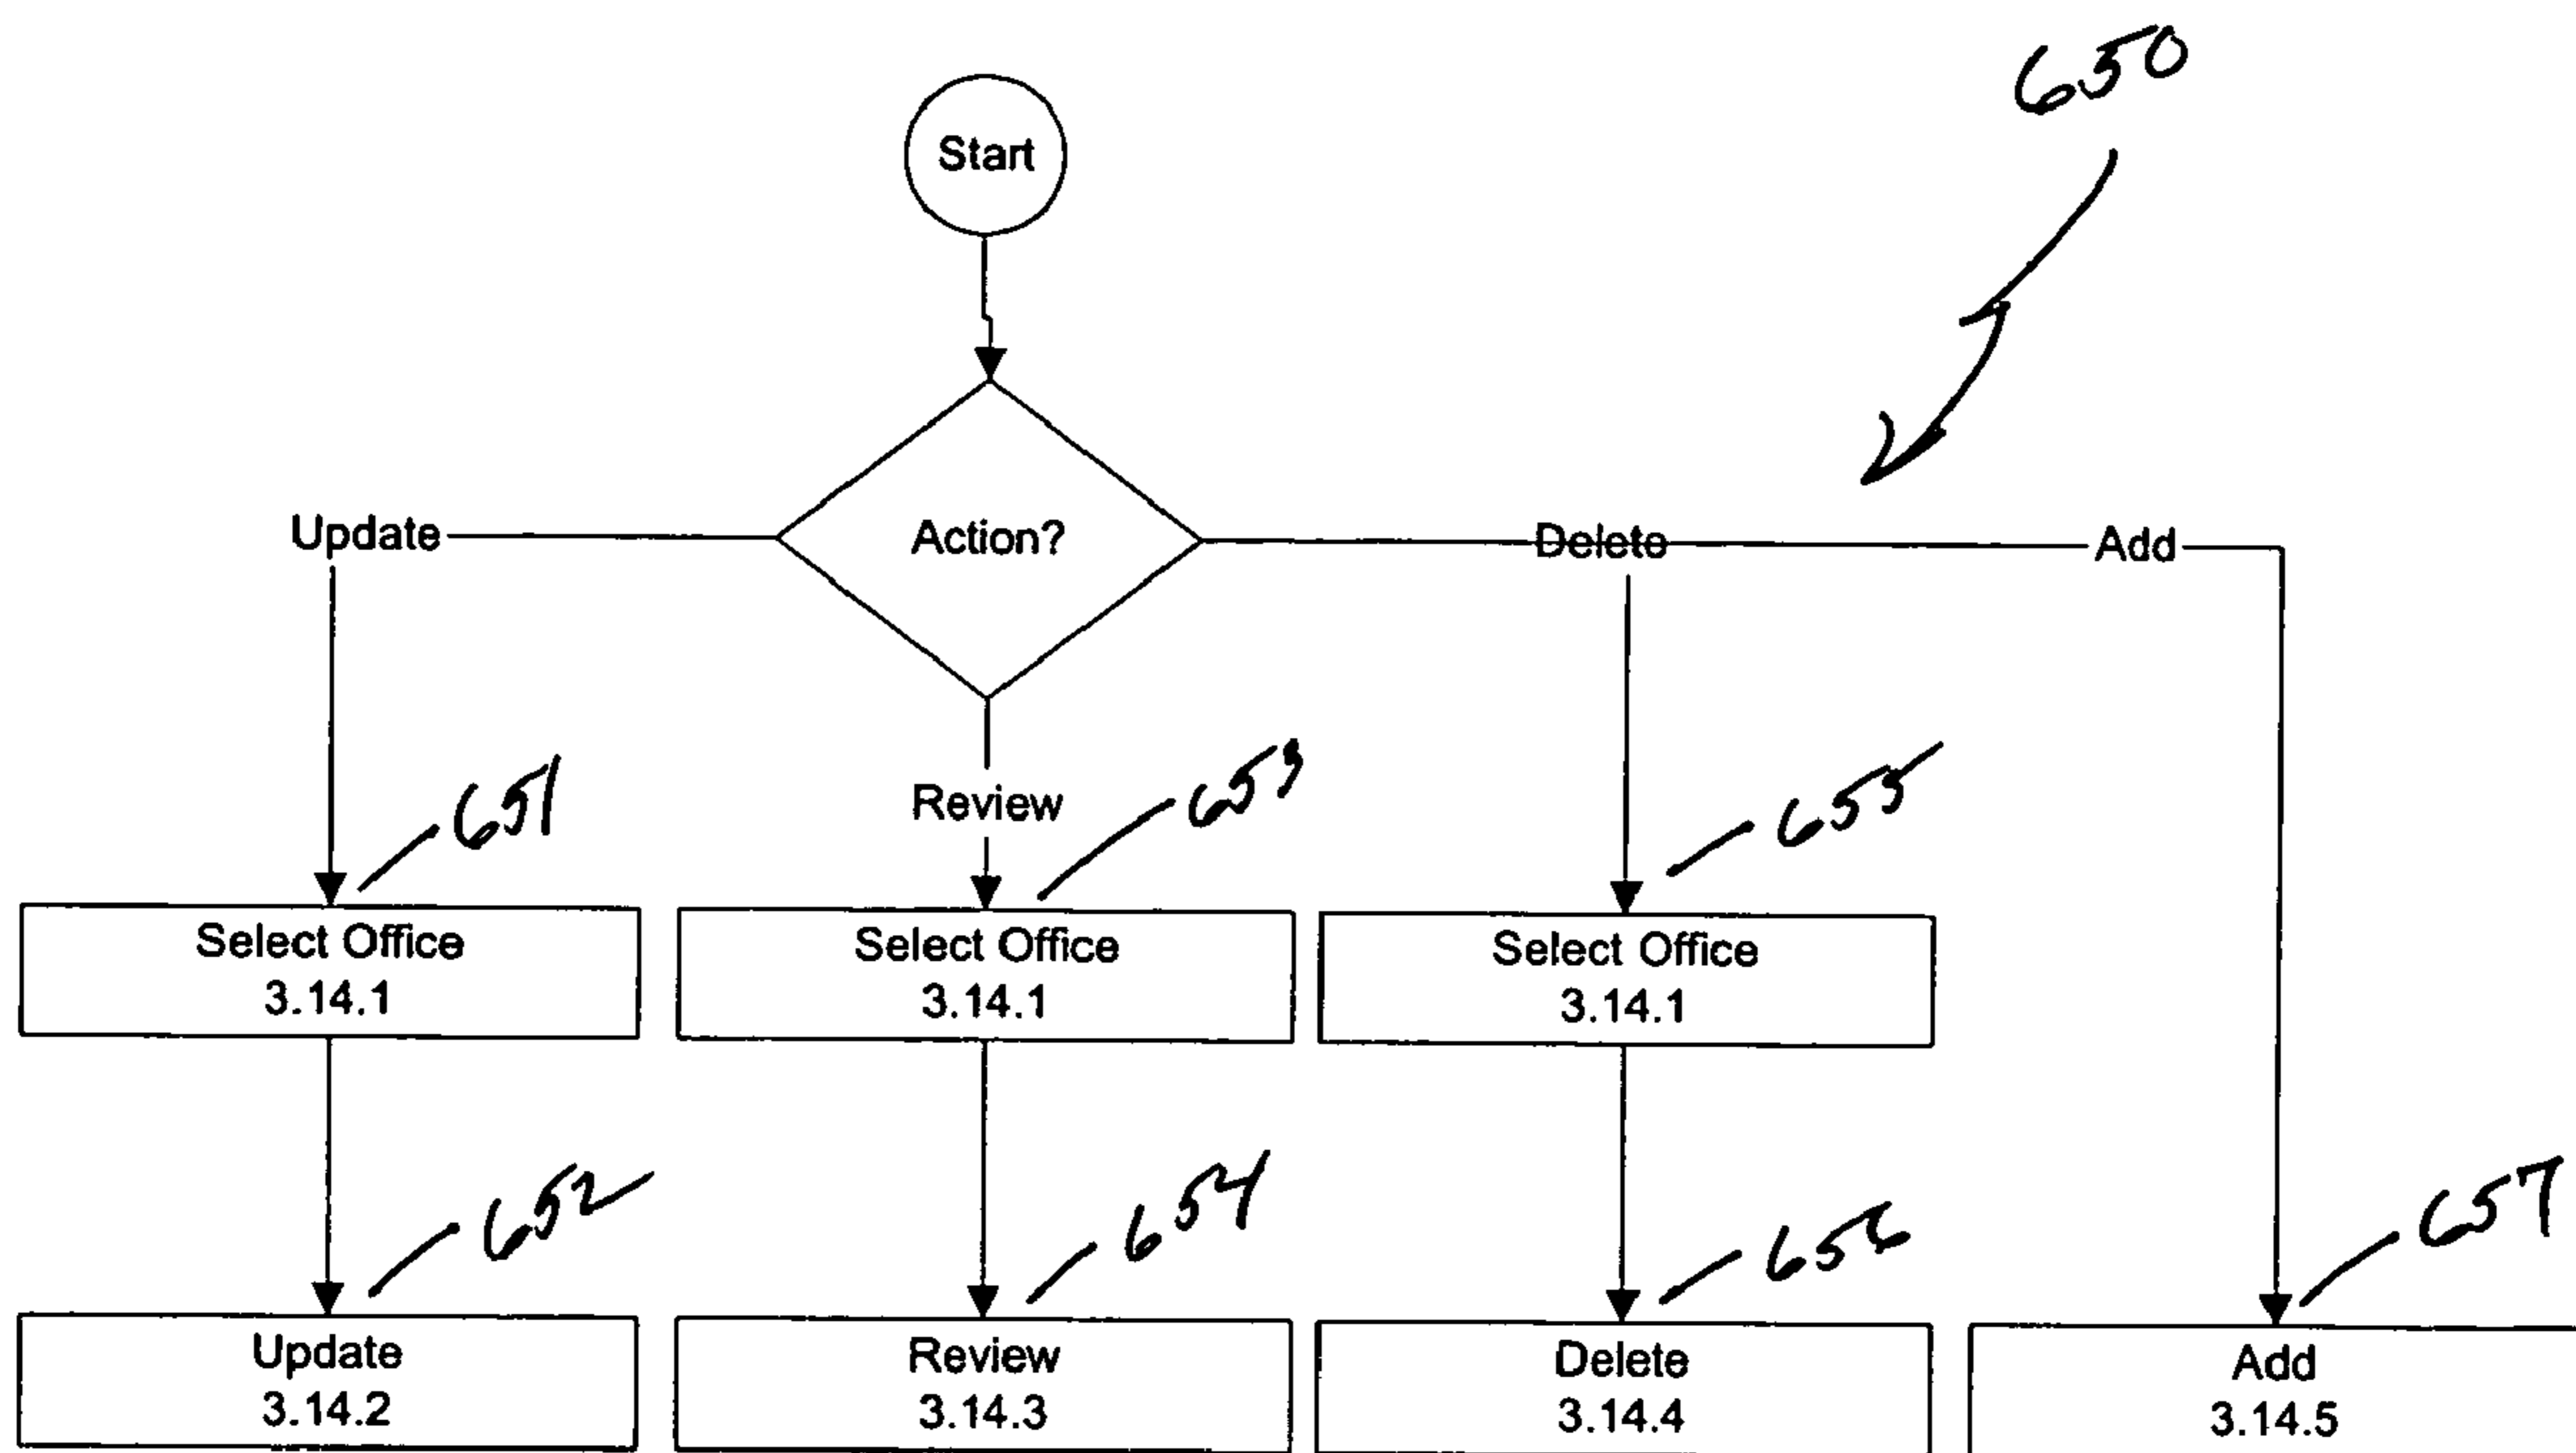 650
Start
Action?
Update
Delete
Add
Review
651
653
655
Select Office
3.14.1
Select Office
3.14.1
Select Office
3.14.1
652
654
656
657
Update
3.14.2
Review
3.14.3
Delete
3.14.4
Add
3.14.5